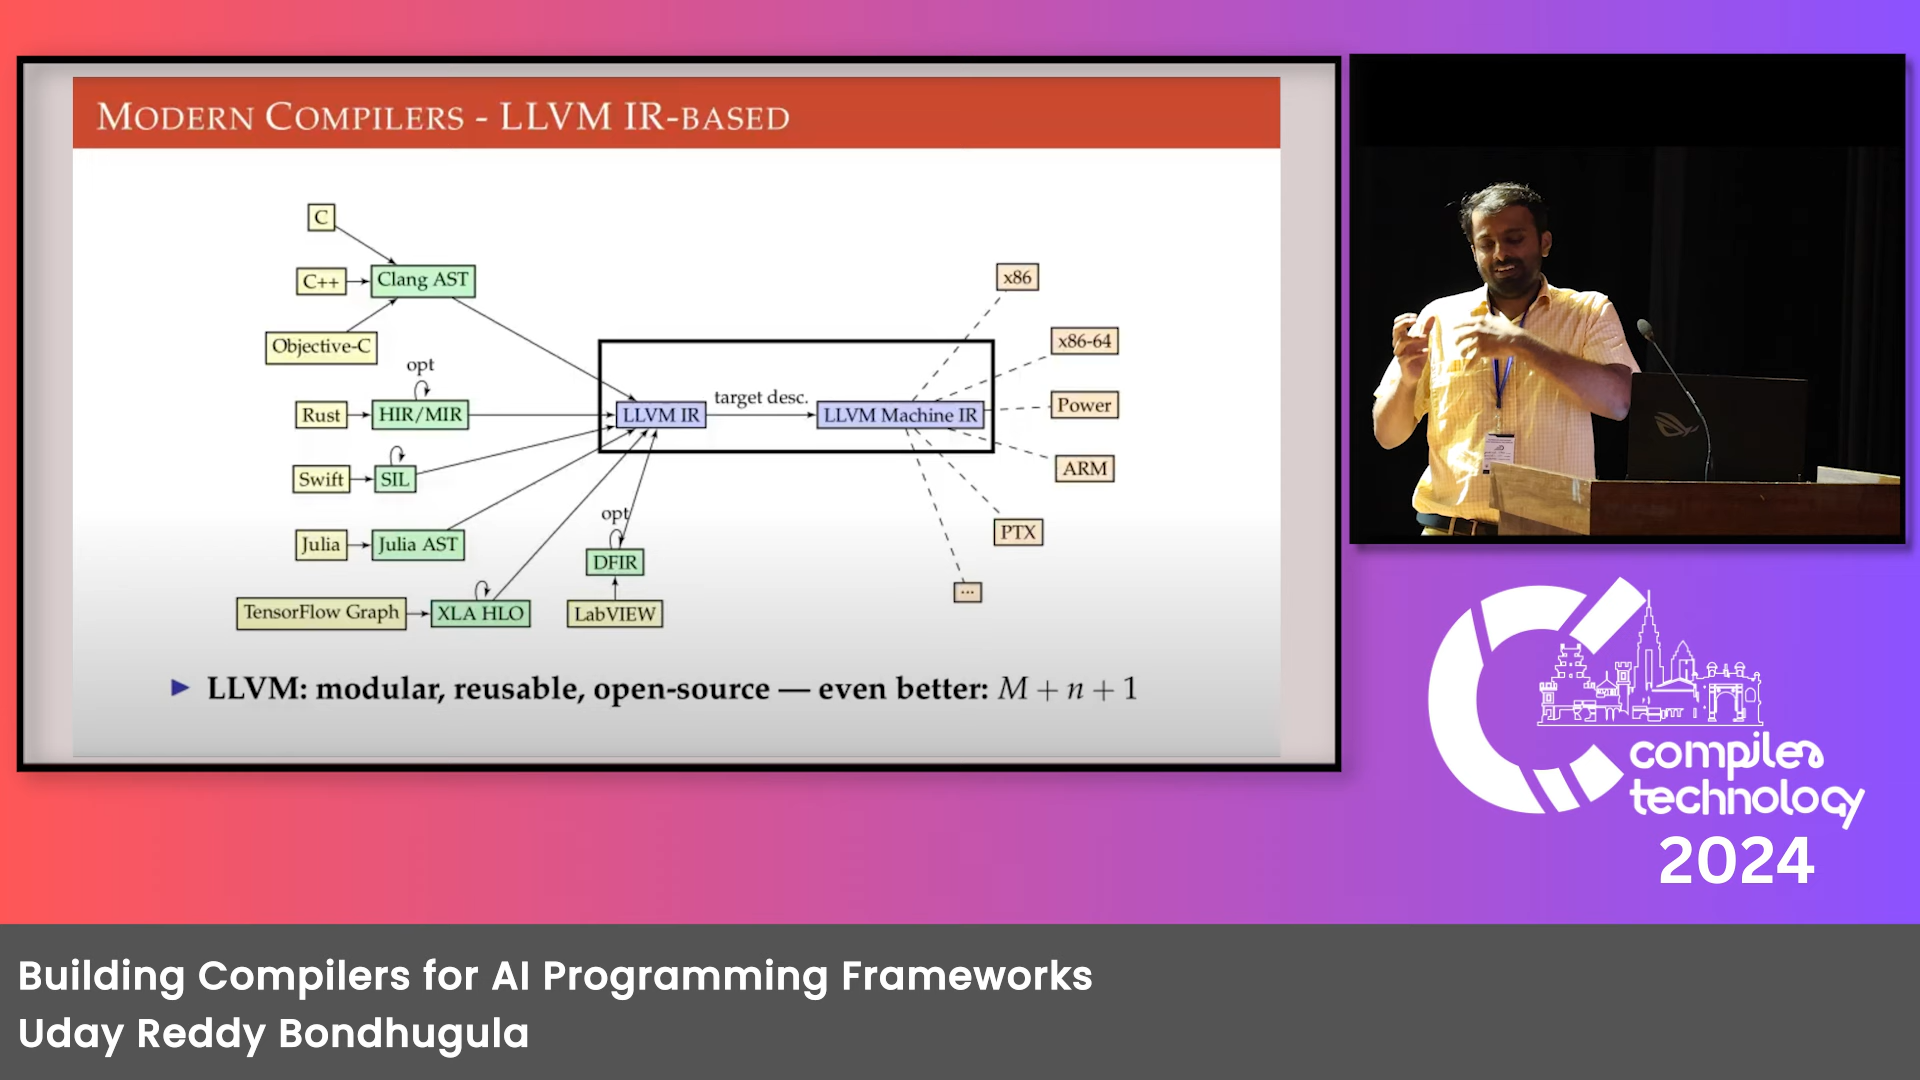 MODERN COMPILERS - LLVM IR-BASED
C
C++
Clang AST
Objective-C
opt
Rust
HIR/MIR
Swift
SIL
Julia
Julia AST
TensorFlow Graph
XLA HLO
opt
DFIR
LabVIEW
LLVM IR
target desc.
LLVM Machine IR
x86
x86-64
Power
ARM
PTX
...
► LLVM: modular, reusable, open-source — even better: M + n + 1
compiler
technology
2024
Building Compilers for AI Programming Frameworks
Uday Reddy Bondhugula